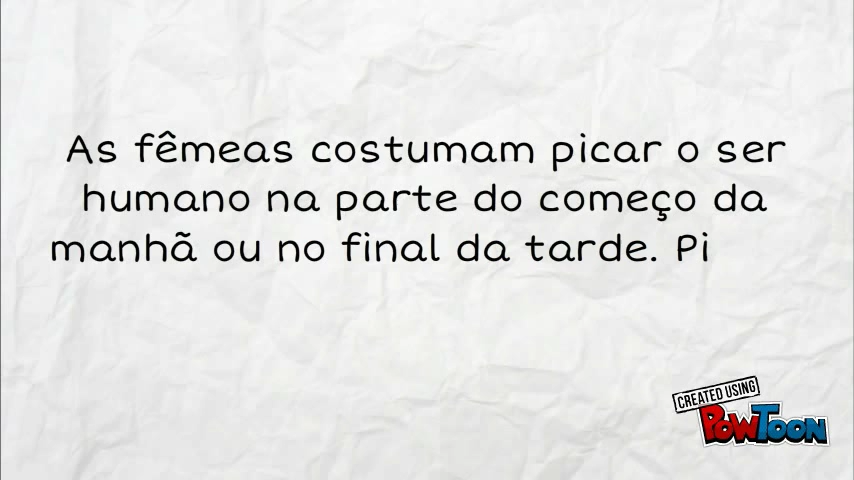 As fêmeas costumam picar o ser
humano na parte do começo da
manhã ou no final da tarde. Pi
CREATED USING
POWTOON